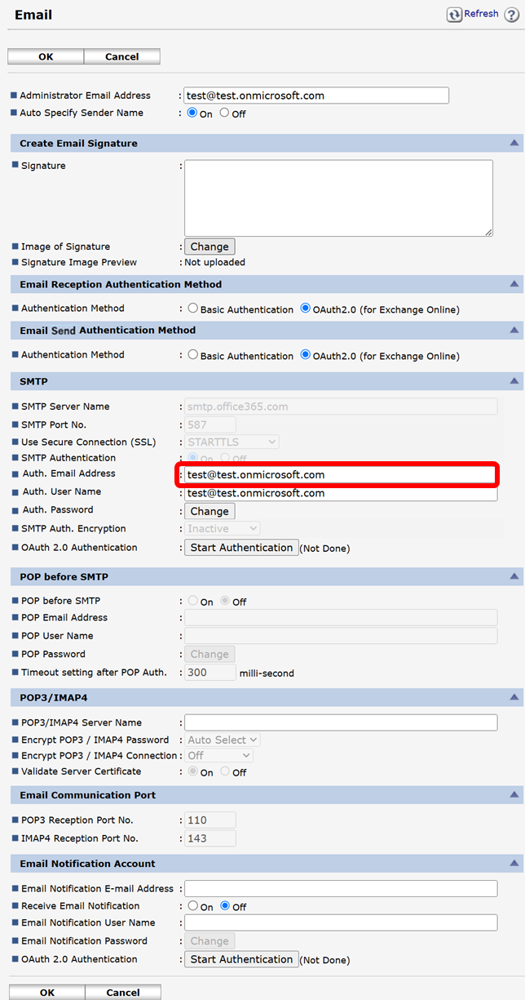 Email
Refresh ?
OK Cancel
Administrator Email Address : test@test.onmicrosoft.com
Auto Specify Sender Name : On Off
Create Email Signature
Signature :
Image of Signature : Change
Signature Image Preview : Not uploaded
Email Reception Authentication Method
Authentication Method : Basic Authentication OAuth2.0 (for Exchange Online)
Email Send Authentication Method
Authentication Method : Basic Authentication OAuth2.0 (for Exchange Online)
SMTP
SMTP Server Name : smtp.office365.com
SMTP Port No. : 587
Use Secure Connection (SSL) : STARTTLS
SMTP Authentication : On Off
Auth. Email Address : test@test.onmicrosoft.com
Auth. User Name : test@test.onmicrosoft.com
Auth. Password : Change
SMTP Auth. Encryption : Inactive
OAuth 2.0 Authentication : Start Authentication (Not Done)
POP before SMTP
POP before SMTP : On Off
POP Email Address :
POP User Name :
POP Password : Change
Timeout setting after POP Auth. : 300 milli-second
POP3/IMAP4
POP3/IMAP4 Server Name :
Encrypt POP3 / IMAP4 Password : Auto Select
Encrypt POP3 / IMAP4 Connection : Off
Validate Server Certificate : On Off
Email Communication Port
POP3 Reception Port No. : 110
IMAP4 Reception Port No. : 143
Email Notification Account
Email Notification E-mail Address :
Receive Email Notification : On Off
Email Notification User Name :
Email Notification Password : Change
OAuth 2.0 Authentication : Start Authentication (Not Done)
OK Cancel